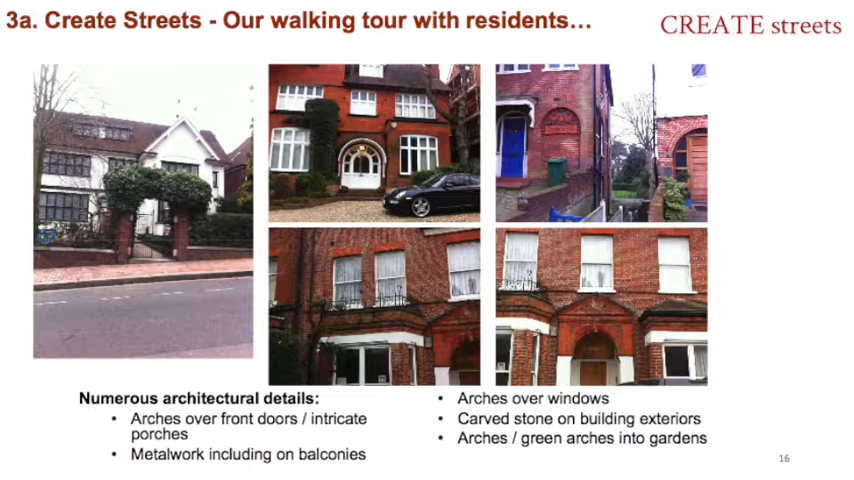 3a. Create Streets - Our walking tour with residents…
CREATE streets
Numerous architectural details:
• Arches over front doors / intricate
porches
• Metalwork including on balconies
• Arches over windows
• Carved stone on building exteriors
• Arches / green arches into gardens
16